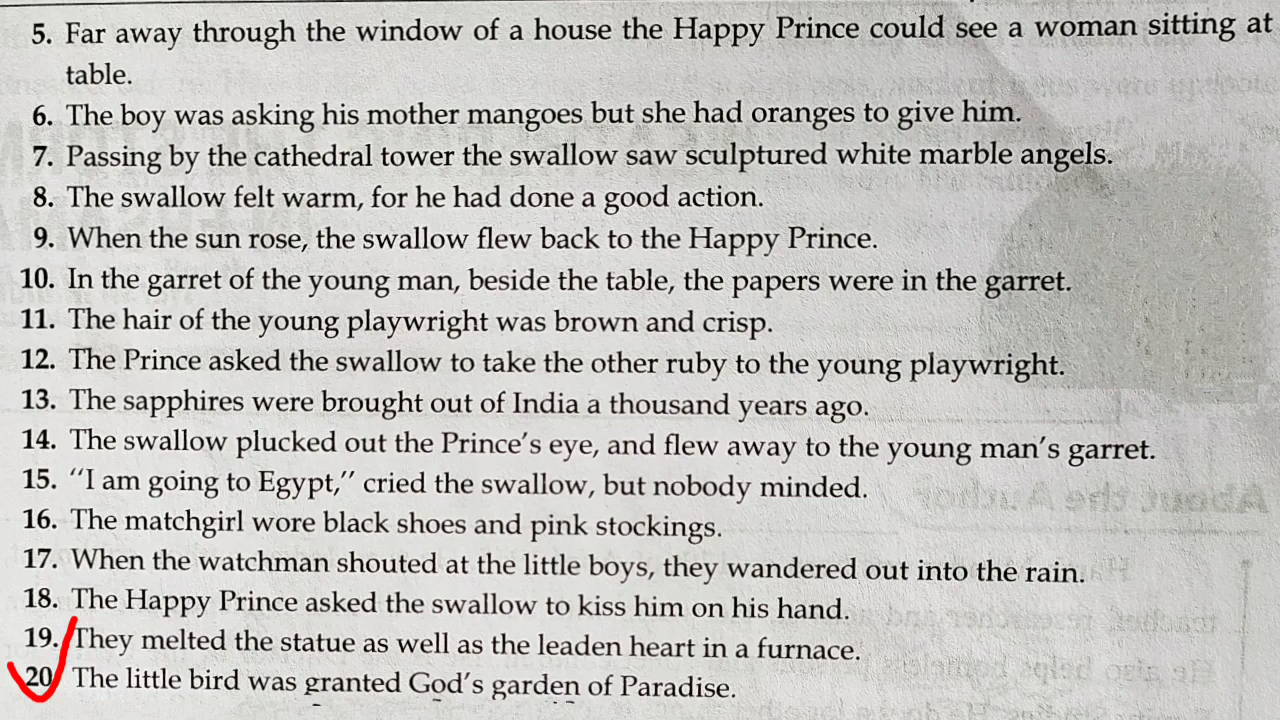 5. Far away through the window of a house the Happy Prince could see a woman sitting at
table.
6. The boy was asking his mother mangoes but she had oranges to give him.
7. Passing by the cathedral tower the swallow saw sculptured white marble angels.
8. The swallow felt warm, for he had done a good action.
9. When the sun rose, the swallow flew back to the Happy Prince.
10. In the garret of the young man, beside the table, the papers were in the garret.
11. The hair of the young playwright was brown and crisp.
12. The Prince asked the swallow to take the other ruby to the young playwright.
13. The sapphires were brought out of India a thousand years ago.
14. The swallow plucked out the Prince's eye, and flew away to the young man's garret.
15. "I am going to Egypt," cried the swallow, but nobody minded.
16. The matchgirl wore black shoes and pink stockings.
17. When the watchman shouted at the little boys, they wandered out into the rain.
18. The Happy Prince asked the swallow to kiss him on his hand.
19. They melted the statue as well as the leaden heart in a furnace.
20 The little bird was granted God's garden of Paradise.